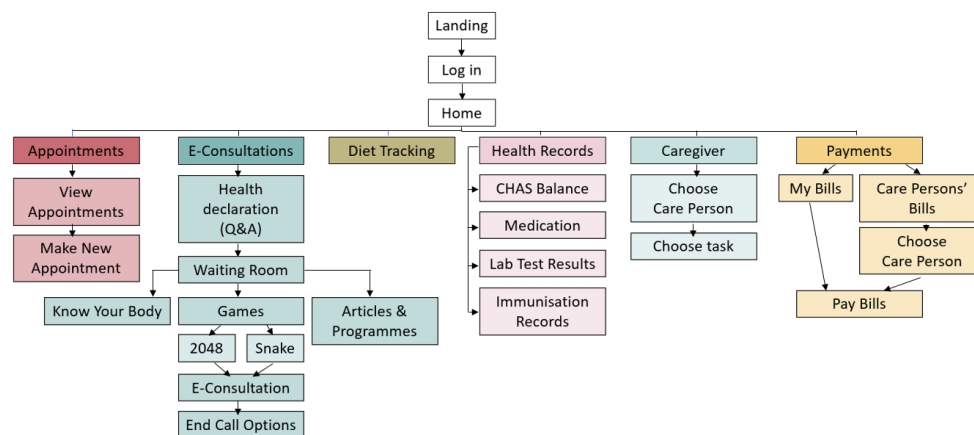 Landing
Log in
Home
Appointments
E-Consultations
Diet Tracking
Health Records
Caregiver
Payments
View
Appointments
Make New
Appointment
Health
declaration
(Q&A)
Waiting Room
Know Your Body
Games
Articles &
Programmes
2048
Snake
E-Consultation
End Call Options
CHAS Balance
Medication
Lab Test Results
Immunisation
Records
Choose
Care Person
Choose task
My Bills
Care Persons’
Bills
Choose
Care Person
Pay Bills